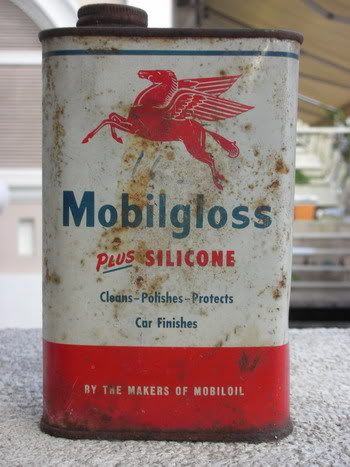 Mobilgloss
PLUS SILICONE
Cleans-Polishes-Protects
Car Finishes
BY THE MAKERS OF MOBILOIL